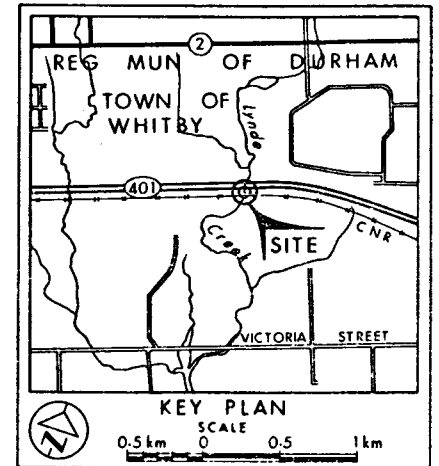 2
REG MUN OF DURHAM
TOWN OF
WHITBY
Lynde
401
Creek
SITE
CNR
VICTORIA STREET
N
KEY PLAN
SCALE
0.5 km 0 0.5 1 km